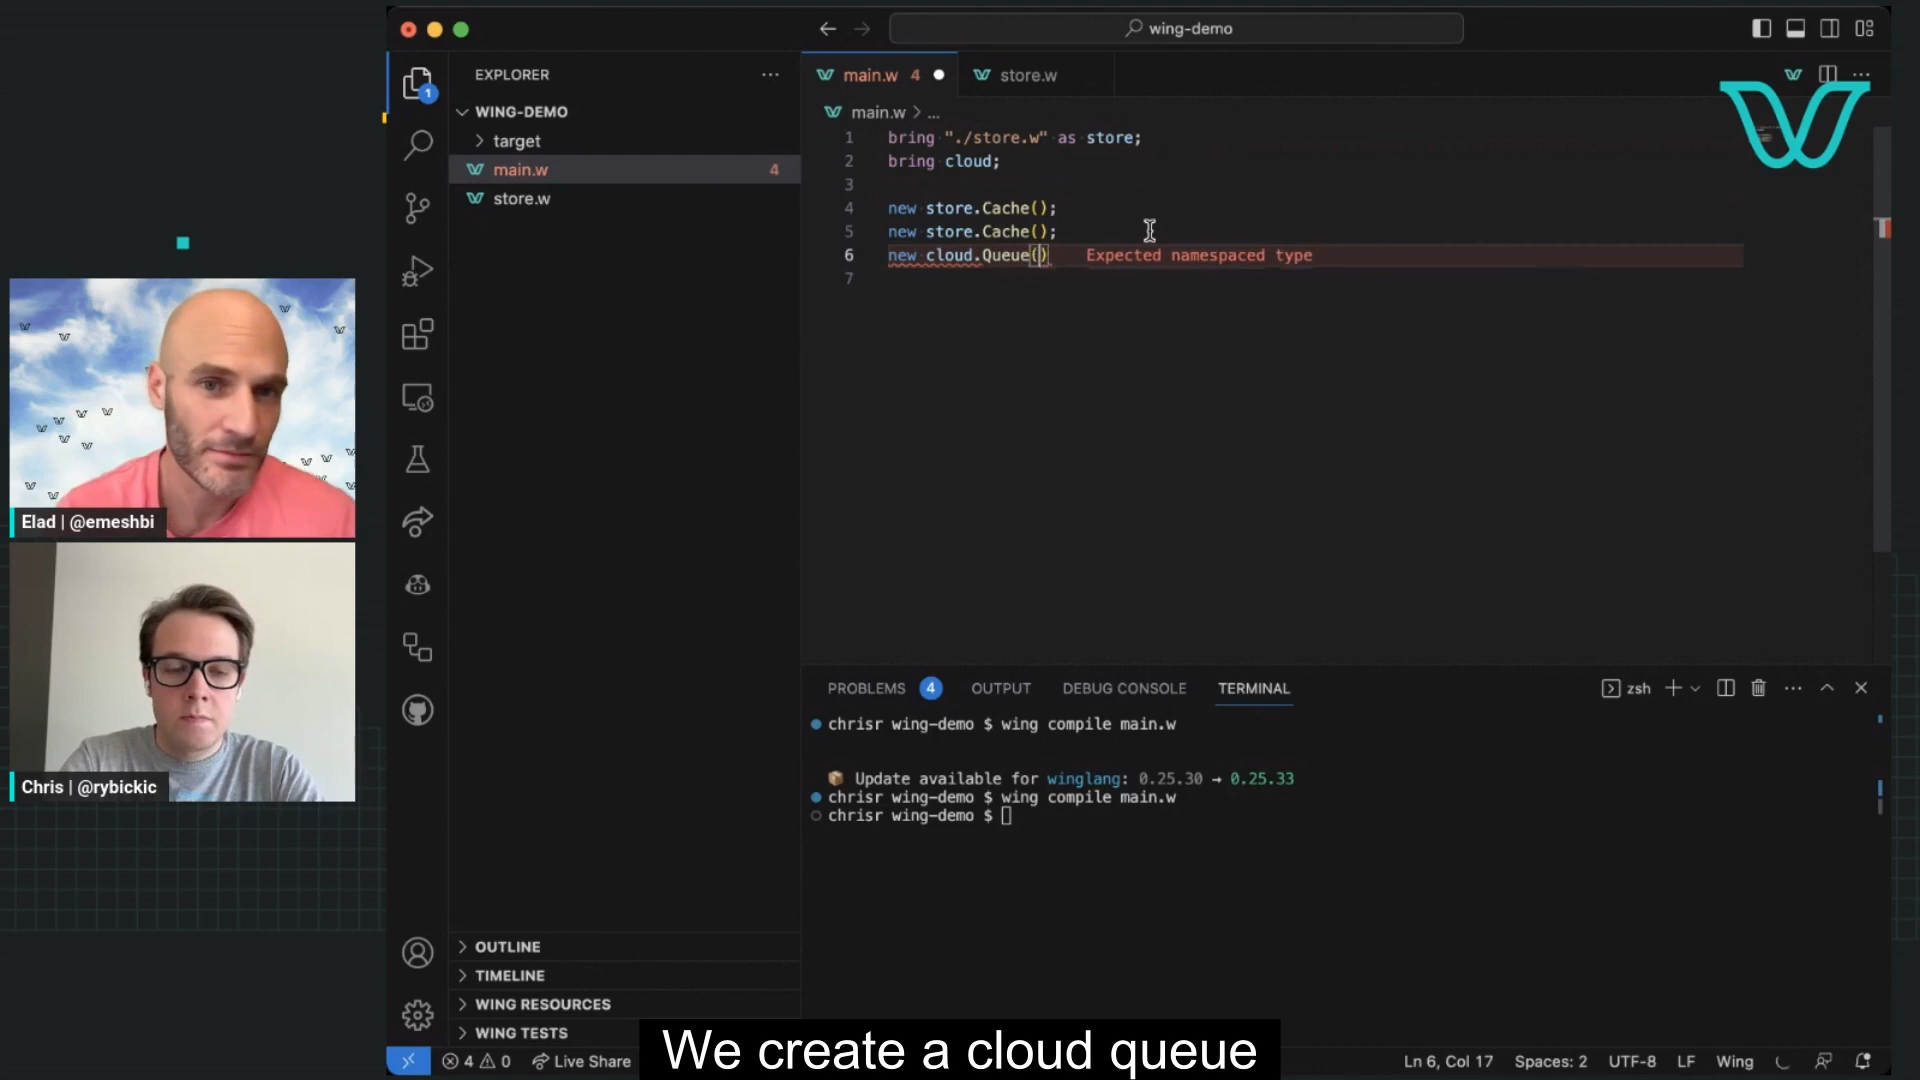 wing-demo
EXPLORER
WING-DEMO
target
main.w 4
store.w
OUTLINE
TIMELINE
WING RESOURCES
WING TESTS
main.w 4
store.w
main.w > ...
1 bring "./store.w" as store;
2 bring cloud;
3
4 new store.Cache();
5 new store.Cache();
6 new cloud.Queue() Expected namespaced type
7
PROBLEMS 4 OUTPUT DEBUG CONSOLE TERMINAL
zsh
chrisr wing-demo $ wing compile main.w
Update available for winglang: 0.25.30 → 0.25.33
chrisr wing-demo $ wing compile main.w
chrisr wing-demo $
1
Elad | @emeshbi
Chris | @rybickic
4 0 Live Share
We create a cloud queue
Ln 6, Col 17 Spaces: 2 UTF-8 LF Wing